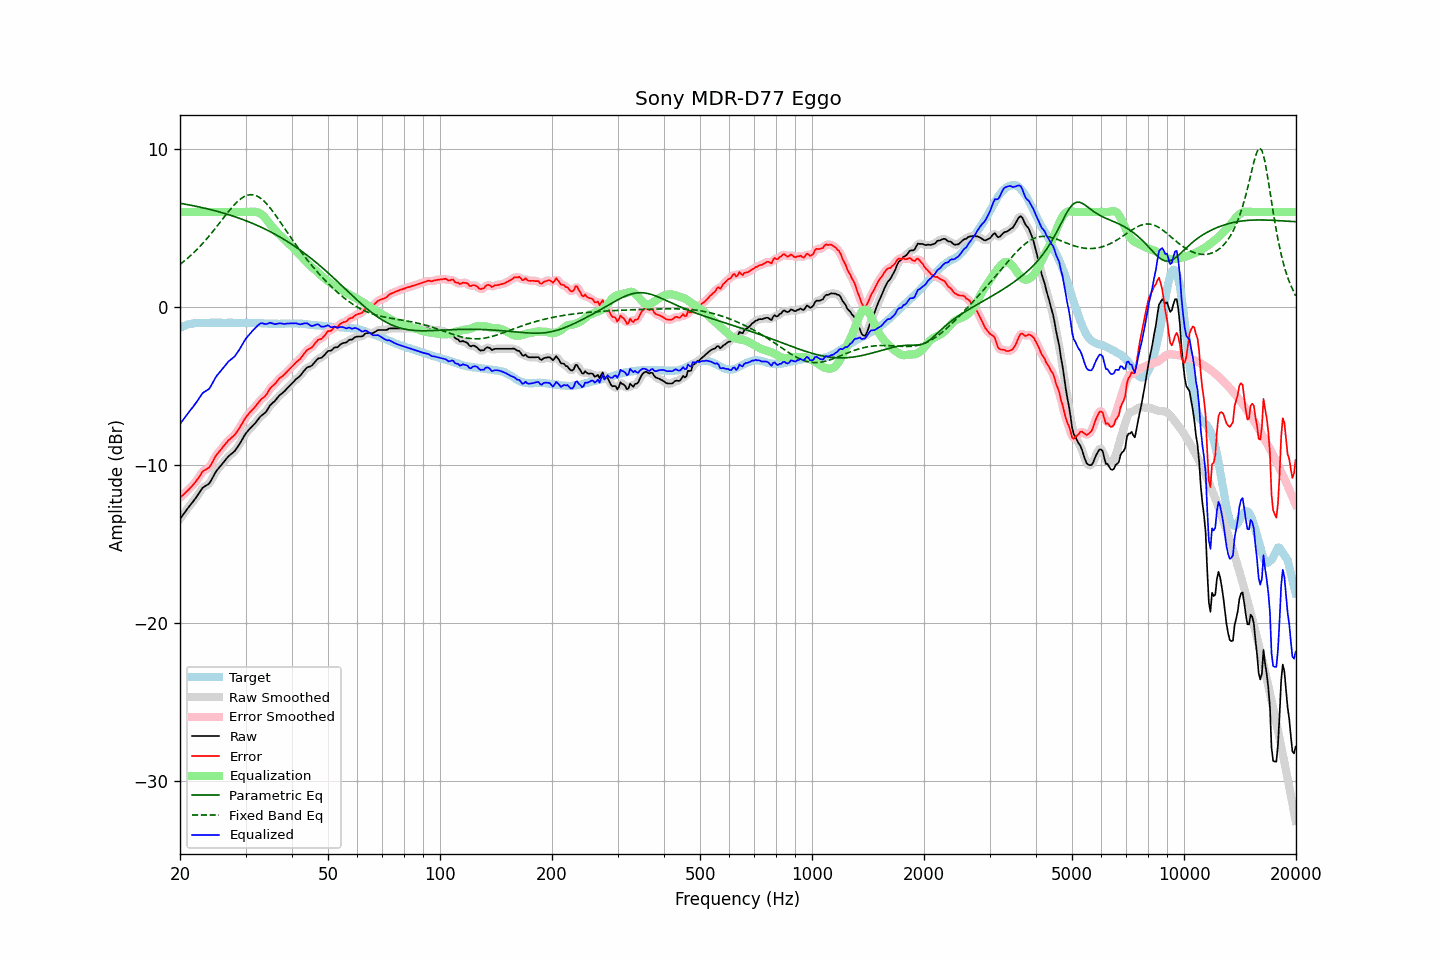 Sony MDR-D77 Eggo
Amplitude (dBr)
10
0
−10
−20
−30
Target
Raw Smoothed
Error Smoothed
Raw
Error
Equalization
Parametric Eq
Fixed Band Eq
Equalized
20 50 100 200 500 1000 2000 5000 10000 20000
Frequency (Hz)